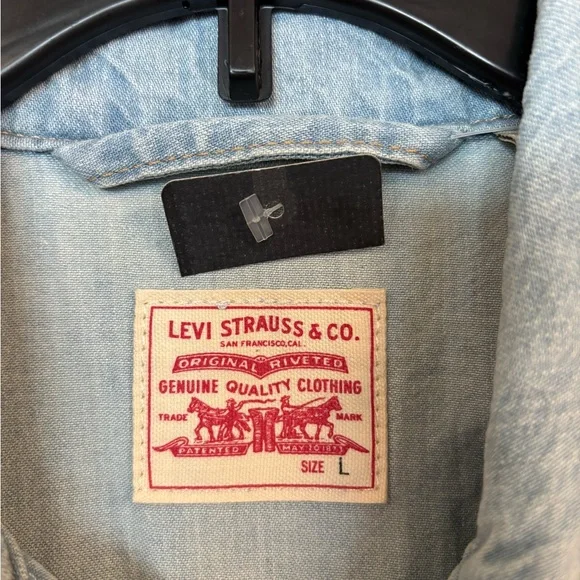 LEVI STRAUSS & CO.
SAN FRANCISCO, CAL.
ORIGINAL RIVETED
GENUINE QUALITY CLOTHING
TRADE MARK
PATENTED MAY 20 1873
SIZE L